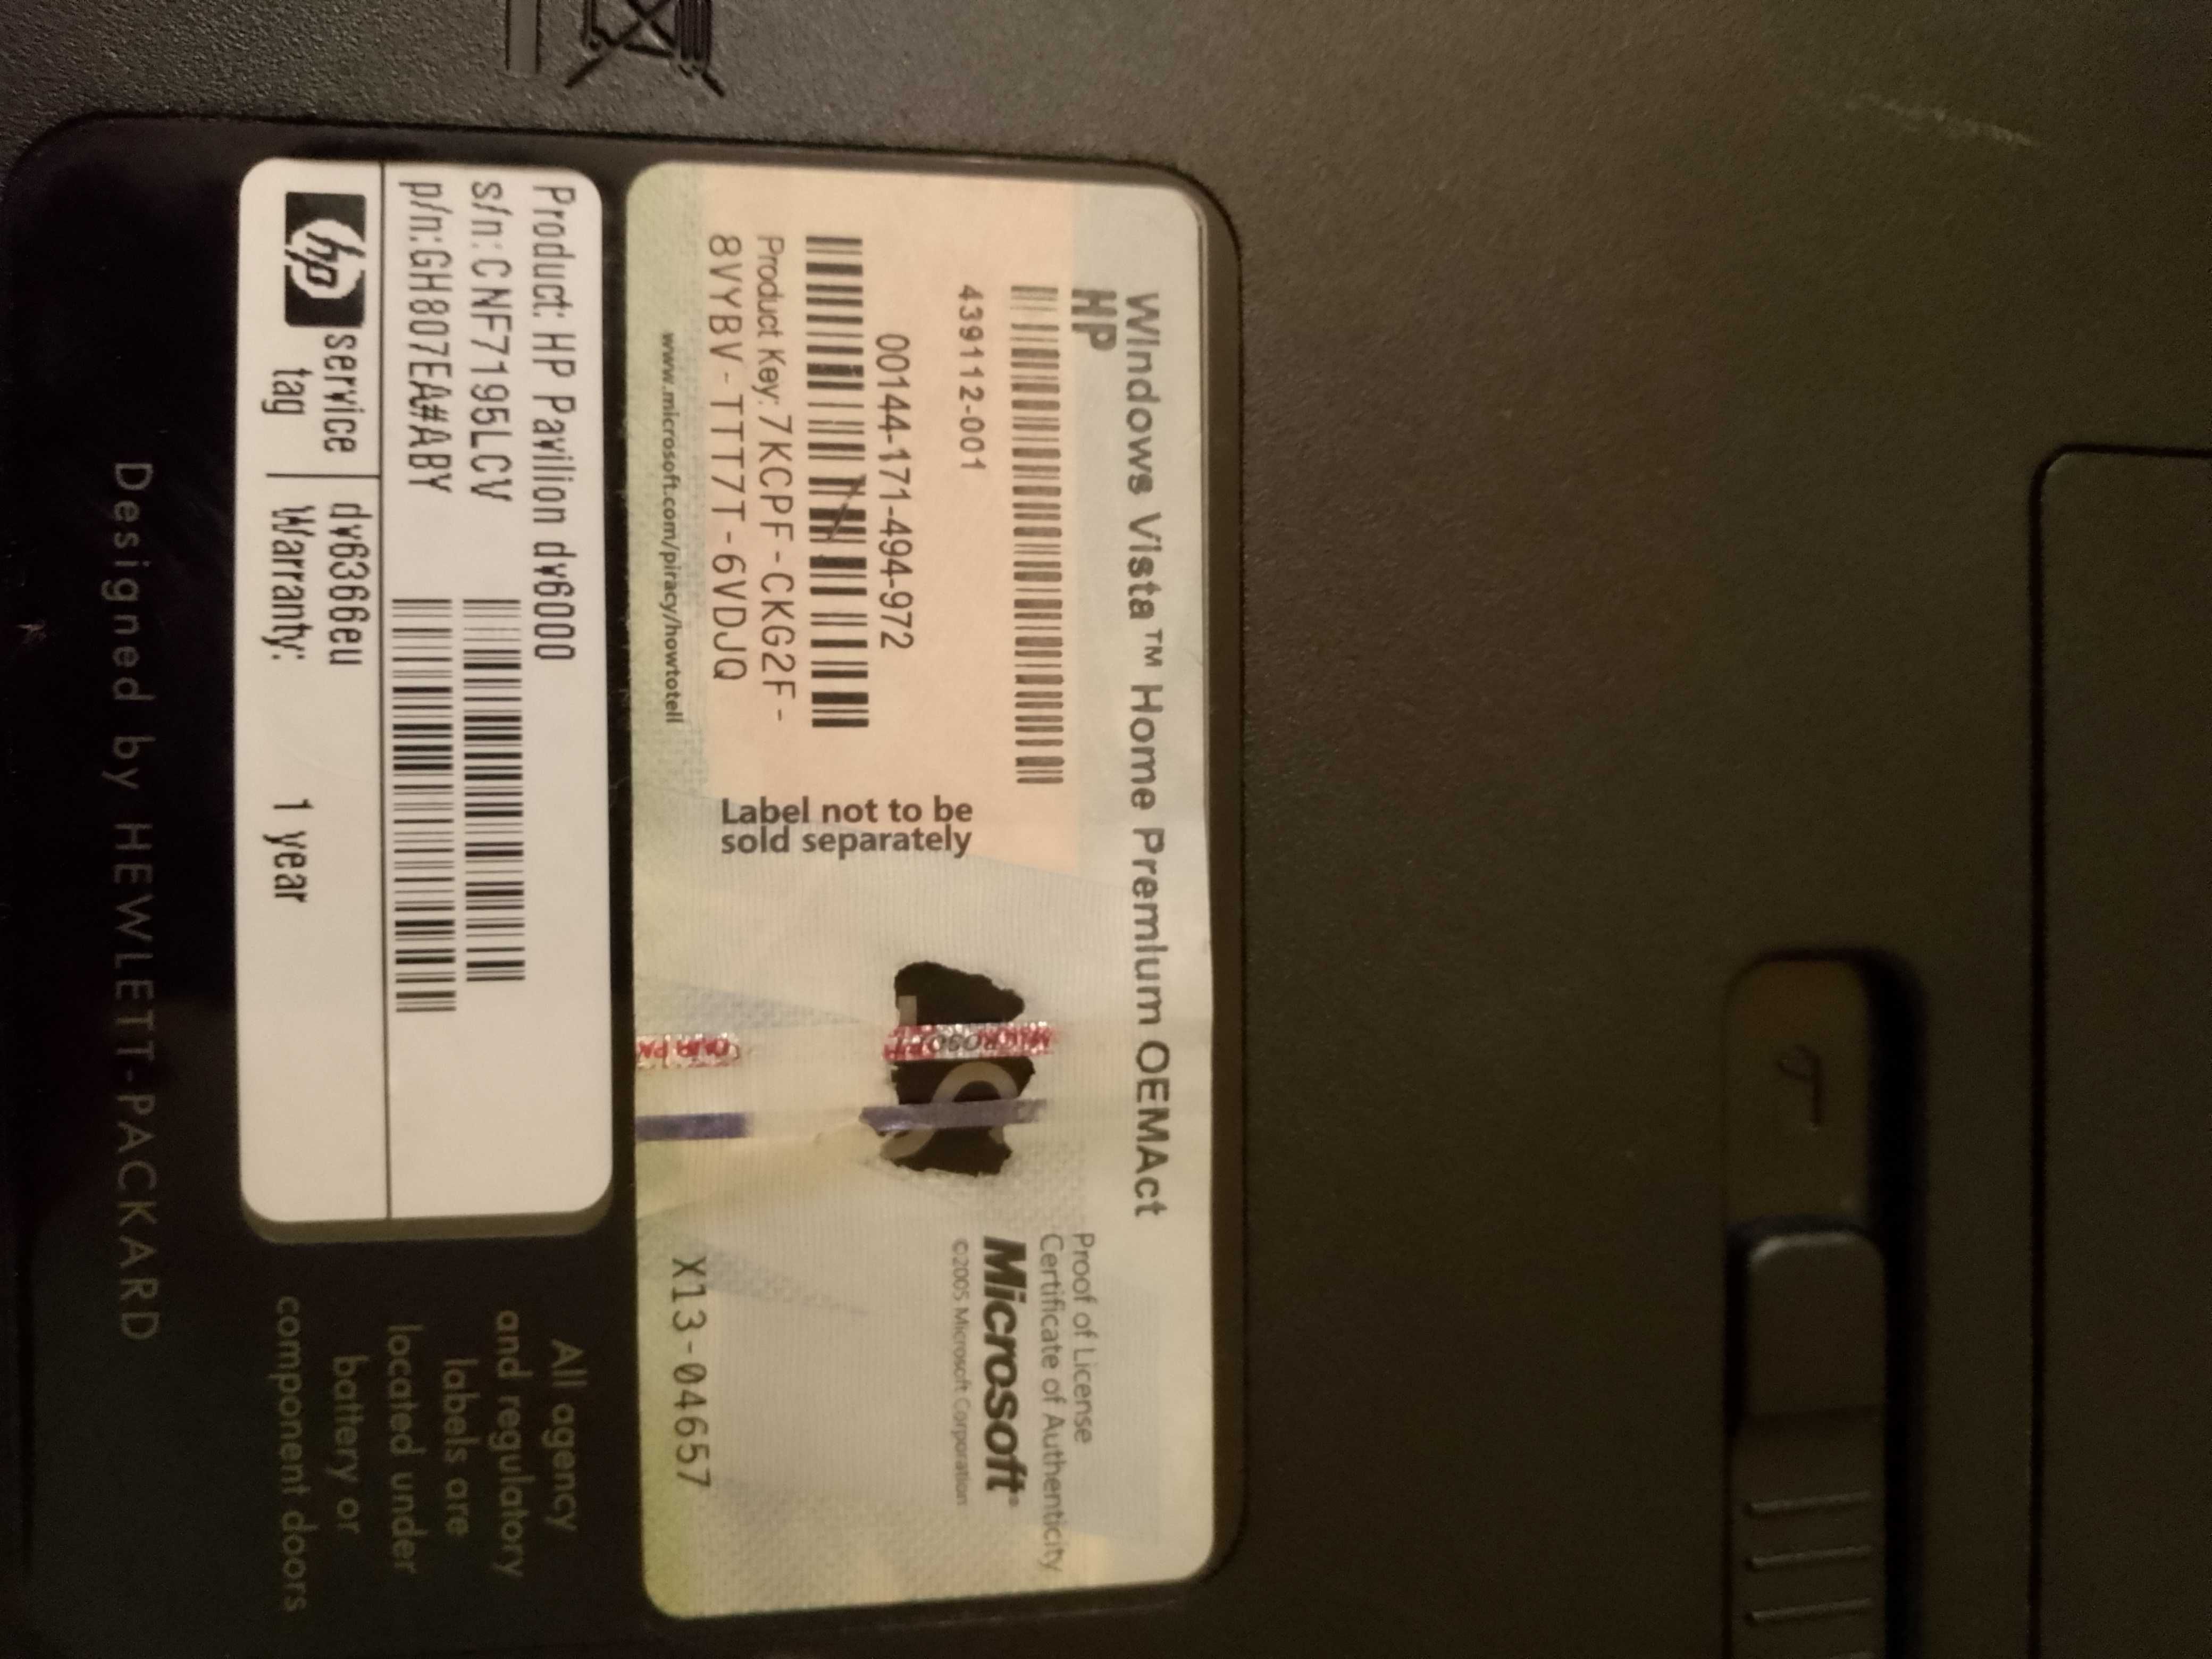 Windows Vista™ Home Premium OEMAct
HP
439112-001
00144-171-494-972
Product Key: 7KCPF-CKG2F-
8VYBV-TTT7T-6VDJQ
www.microsoft.com/piracy/howtotell
Label not to be
sold separately
MICROSOFT
Proof of License
Certificate of Authenticity
Microsoft®
©2005 Microsoft Corporation
X13-04657
Product: HP Pavilion dv6000
s/n: CNF7195LCV
p/n:GH807EA#ABY
hp
service
tag
dv6366eu
Warranty: 1 year
All agency
and regulatory
labels are
located under
battery or
component doors
Designed by HEWLETT-PACKARD